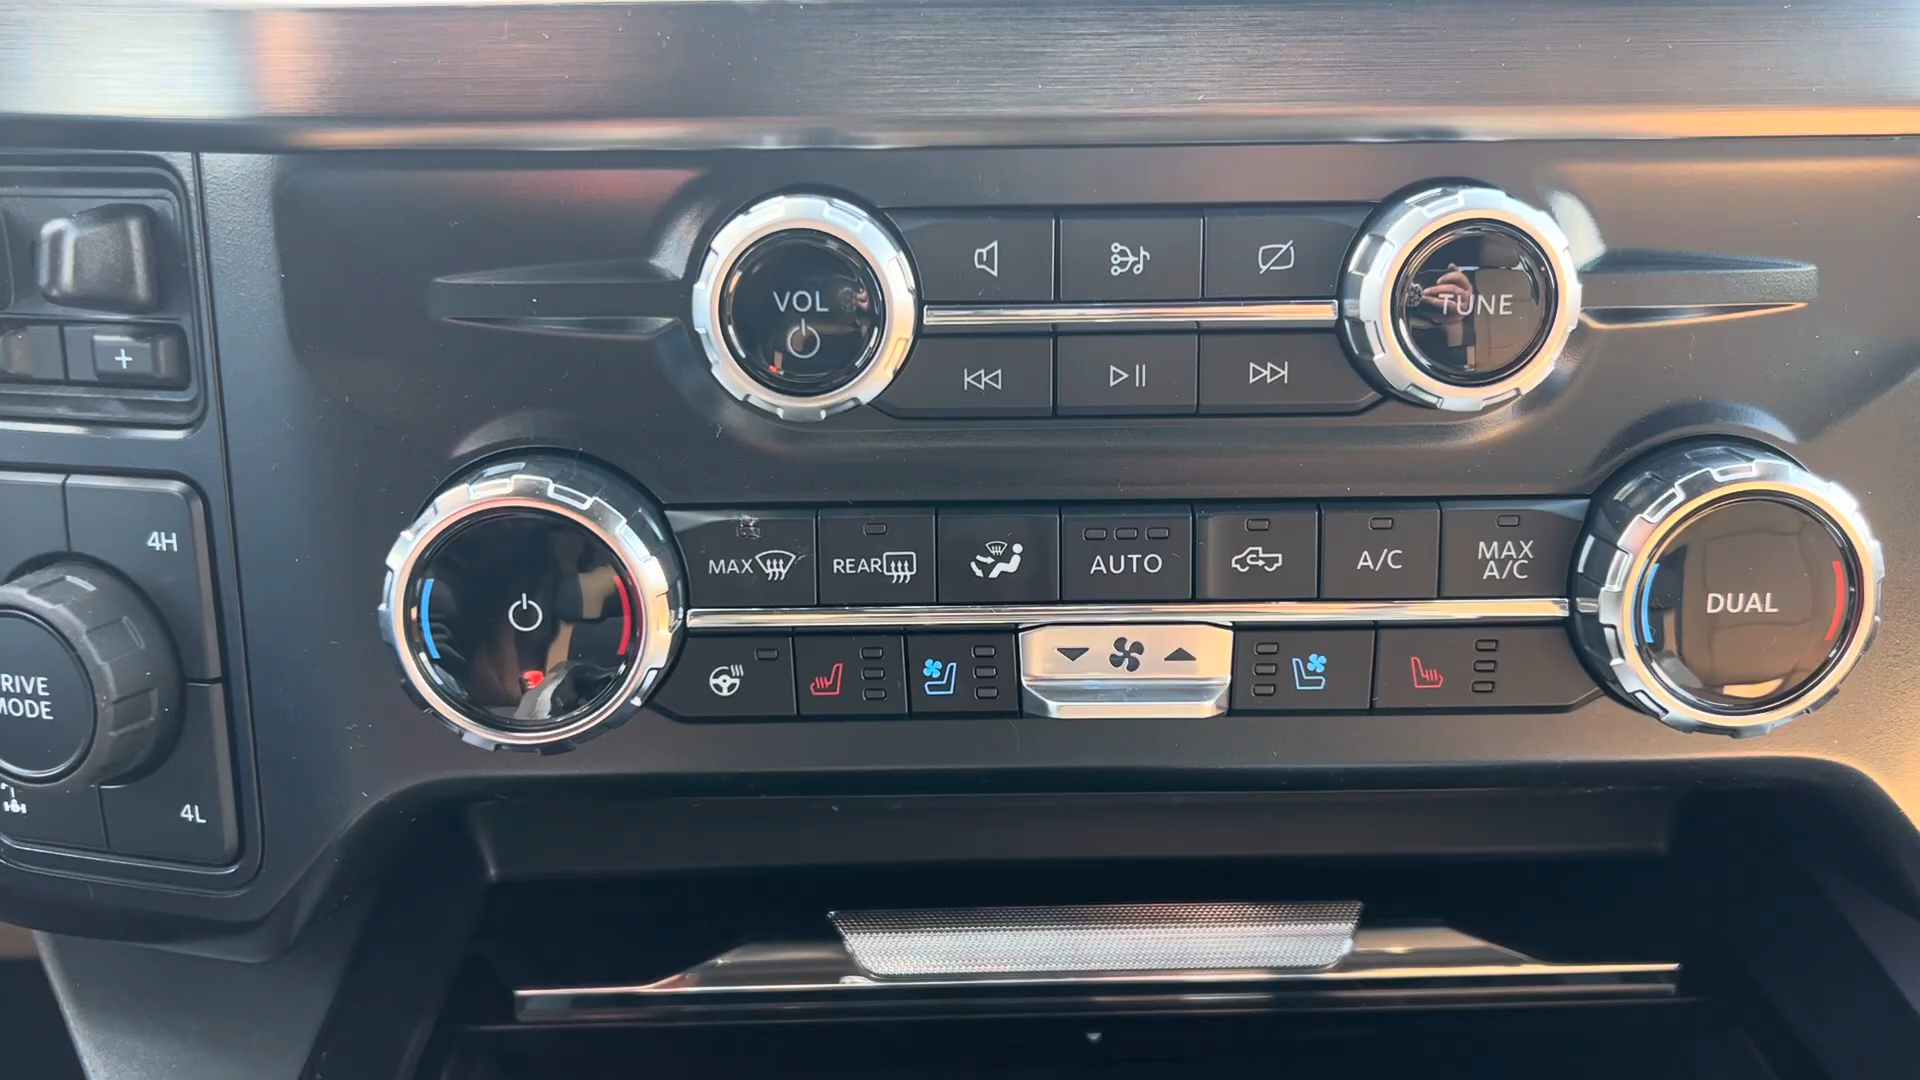 VOL
TUNE
+
4H
MAX
REAR
AUTO
A/C
MAX
A/C
DUAL
RIVE
MODE
4L